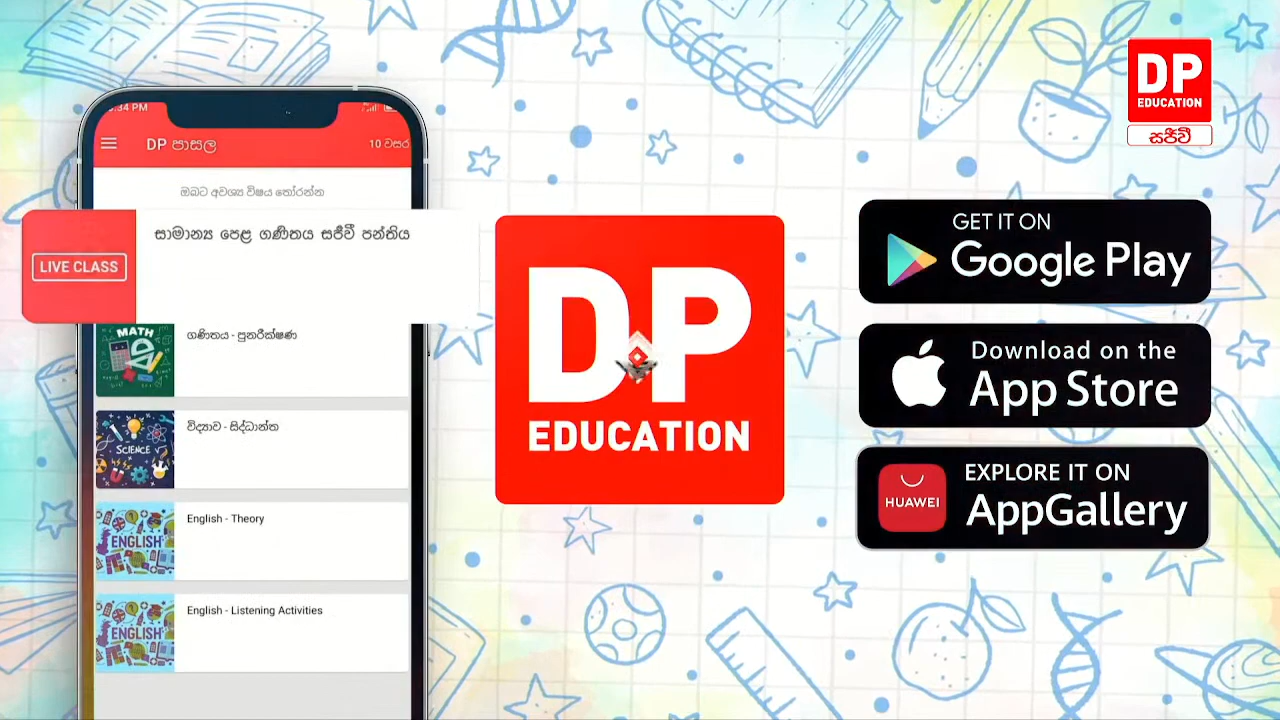 DP
EDUCATION
සජීවී
:34 PM
DP පාසල
10 වසර
ඔබට අවශ්‍ය විෂය තෝරන්න
LIVE CLASS
සාමාන්‍ය පෙළ ගණිතය සජීවී පන්තිය
MATH
ගණිතය - පුනරීක්ෂණ
SCIENCE
විද්‍යාව - සිද්ධාන්ත
ENGLISH
English - Theory
ENGLISH
English - Listening Activities
DP
EDUCATION
GET IT ON
Google Play
Download on the
App Store
HUAWEI
EXPLORE IT ON
AppGallery